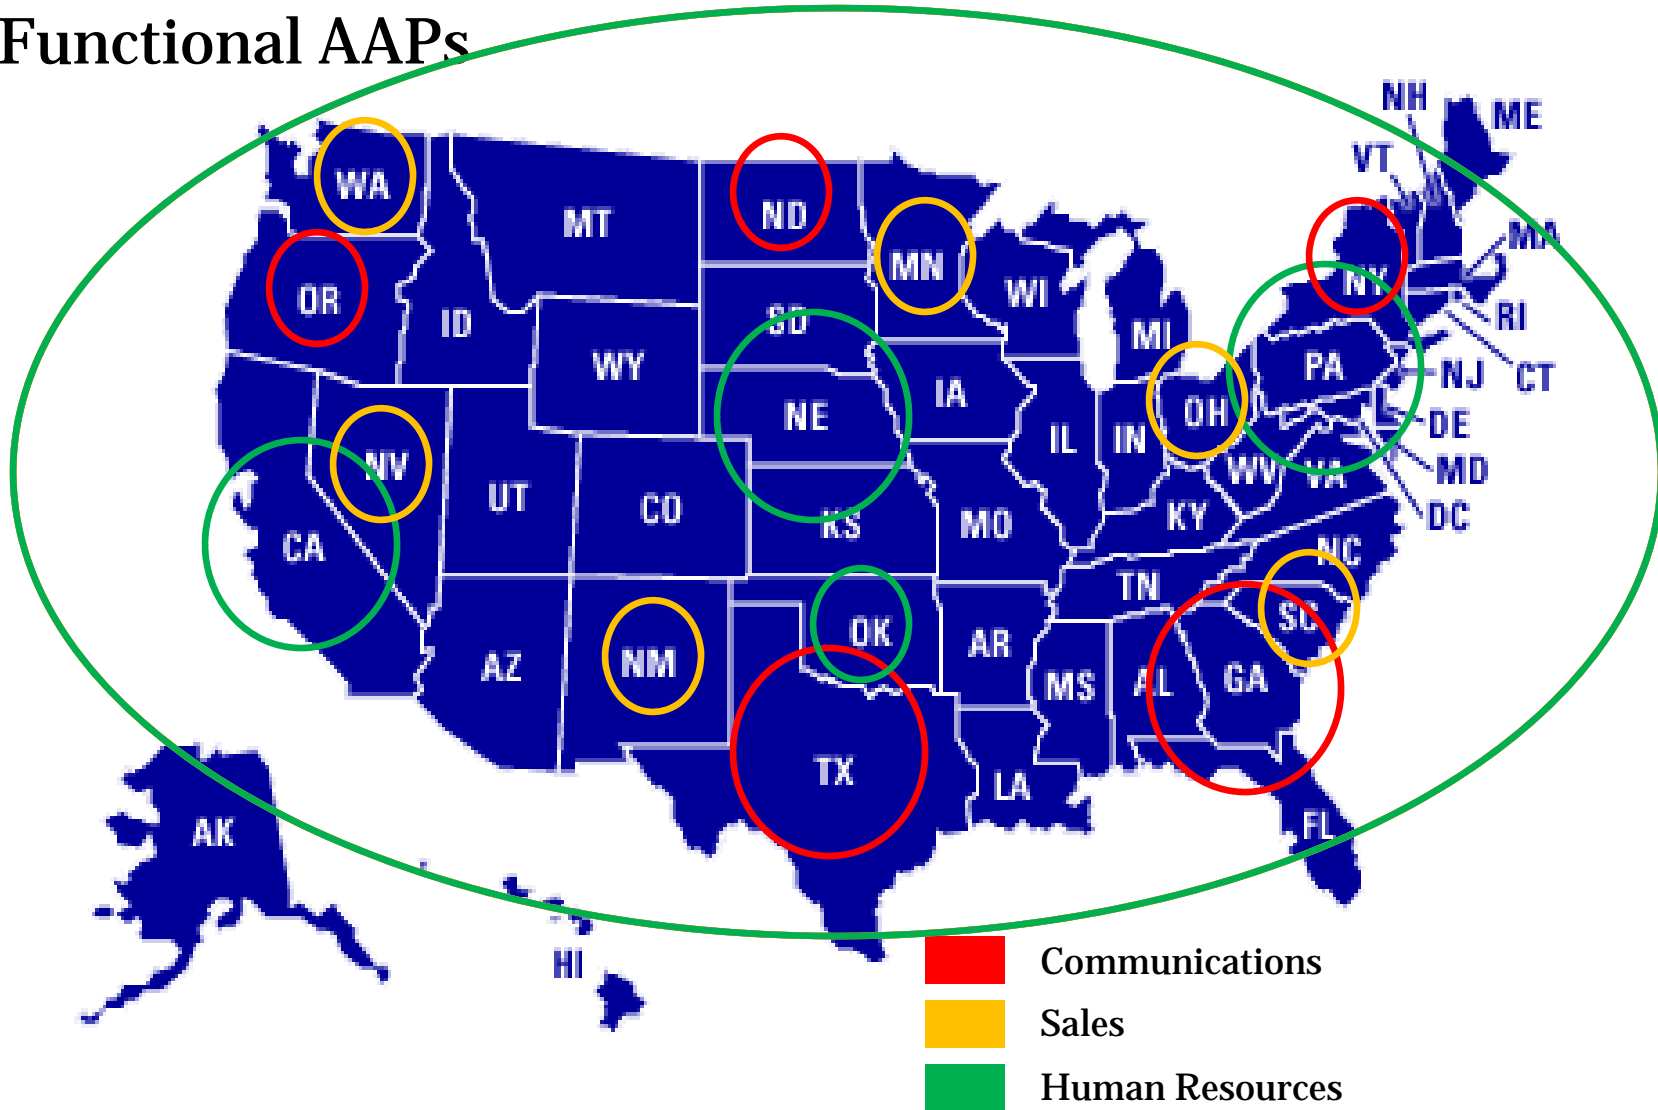 Functional AAPs
NH
ME
VT
WA
MT
ND
MN
MA
NY
OR
ID
SD
WI
MI
RI
WY
IA
PA
NJ
CT
NE
OH
DE
NV
IL
IN
WV
VA
MD
UT
CO
KS
MO
KY
DC
CA
NC
TN
AZ
NM
OK
AR
SC
MS
AL
GA
TX
LA
AK
FL
HI
Communications
Sales
Human Resources